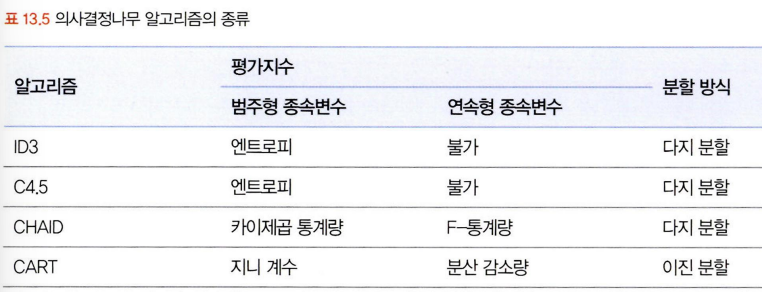 표 13.5 의사결정나무 알고리즘의 종류
알고리즘 평가지수 분할 방식
범주형 종속변수 연속형 종속변수
ID3 엔트로피 불가 다지 분할
C4.5 엔트로피 불가 다지 분할
CHAID 카이제곱 통계량 F-통계량 다지 분할
CART 지니 계수 분산 감소량 이진 분할